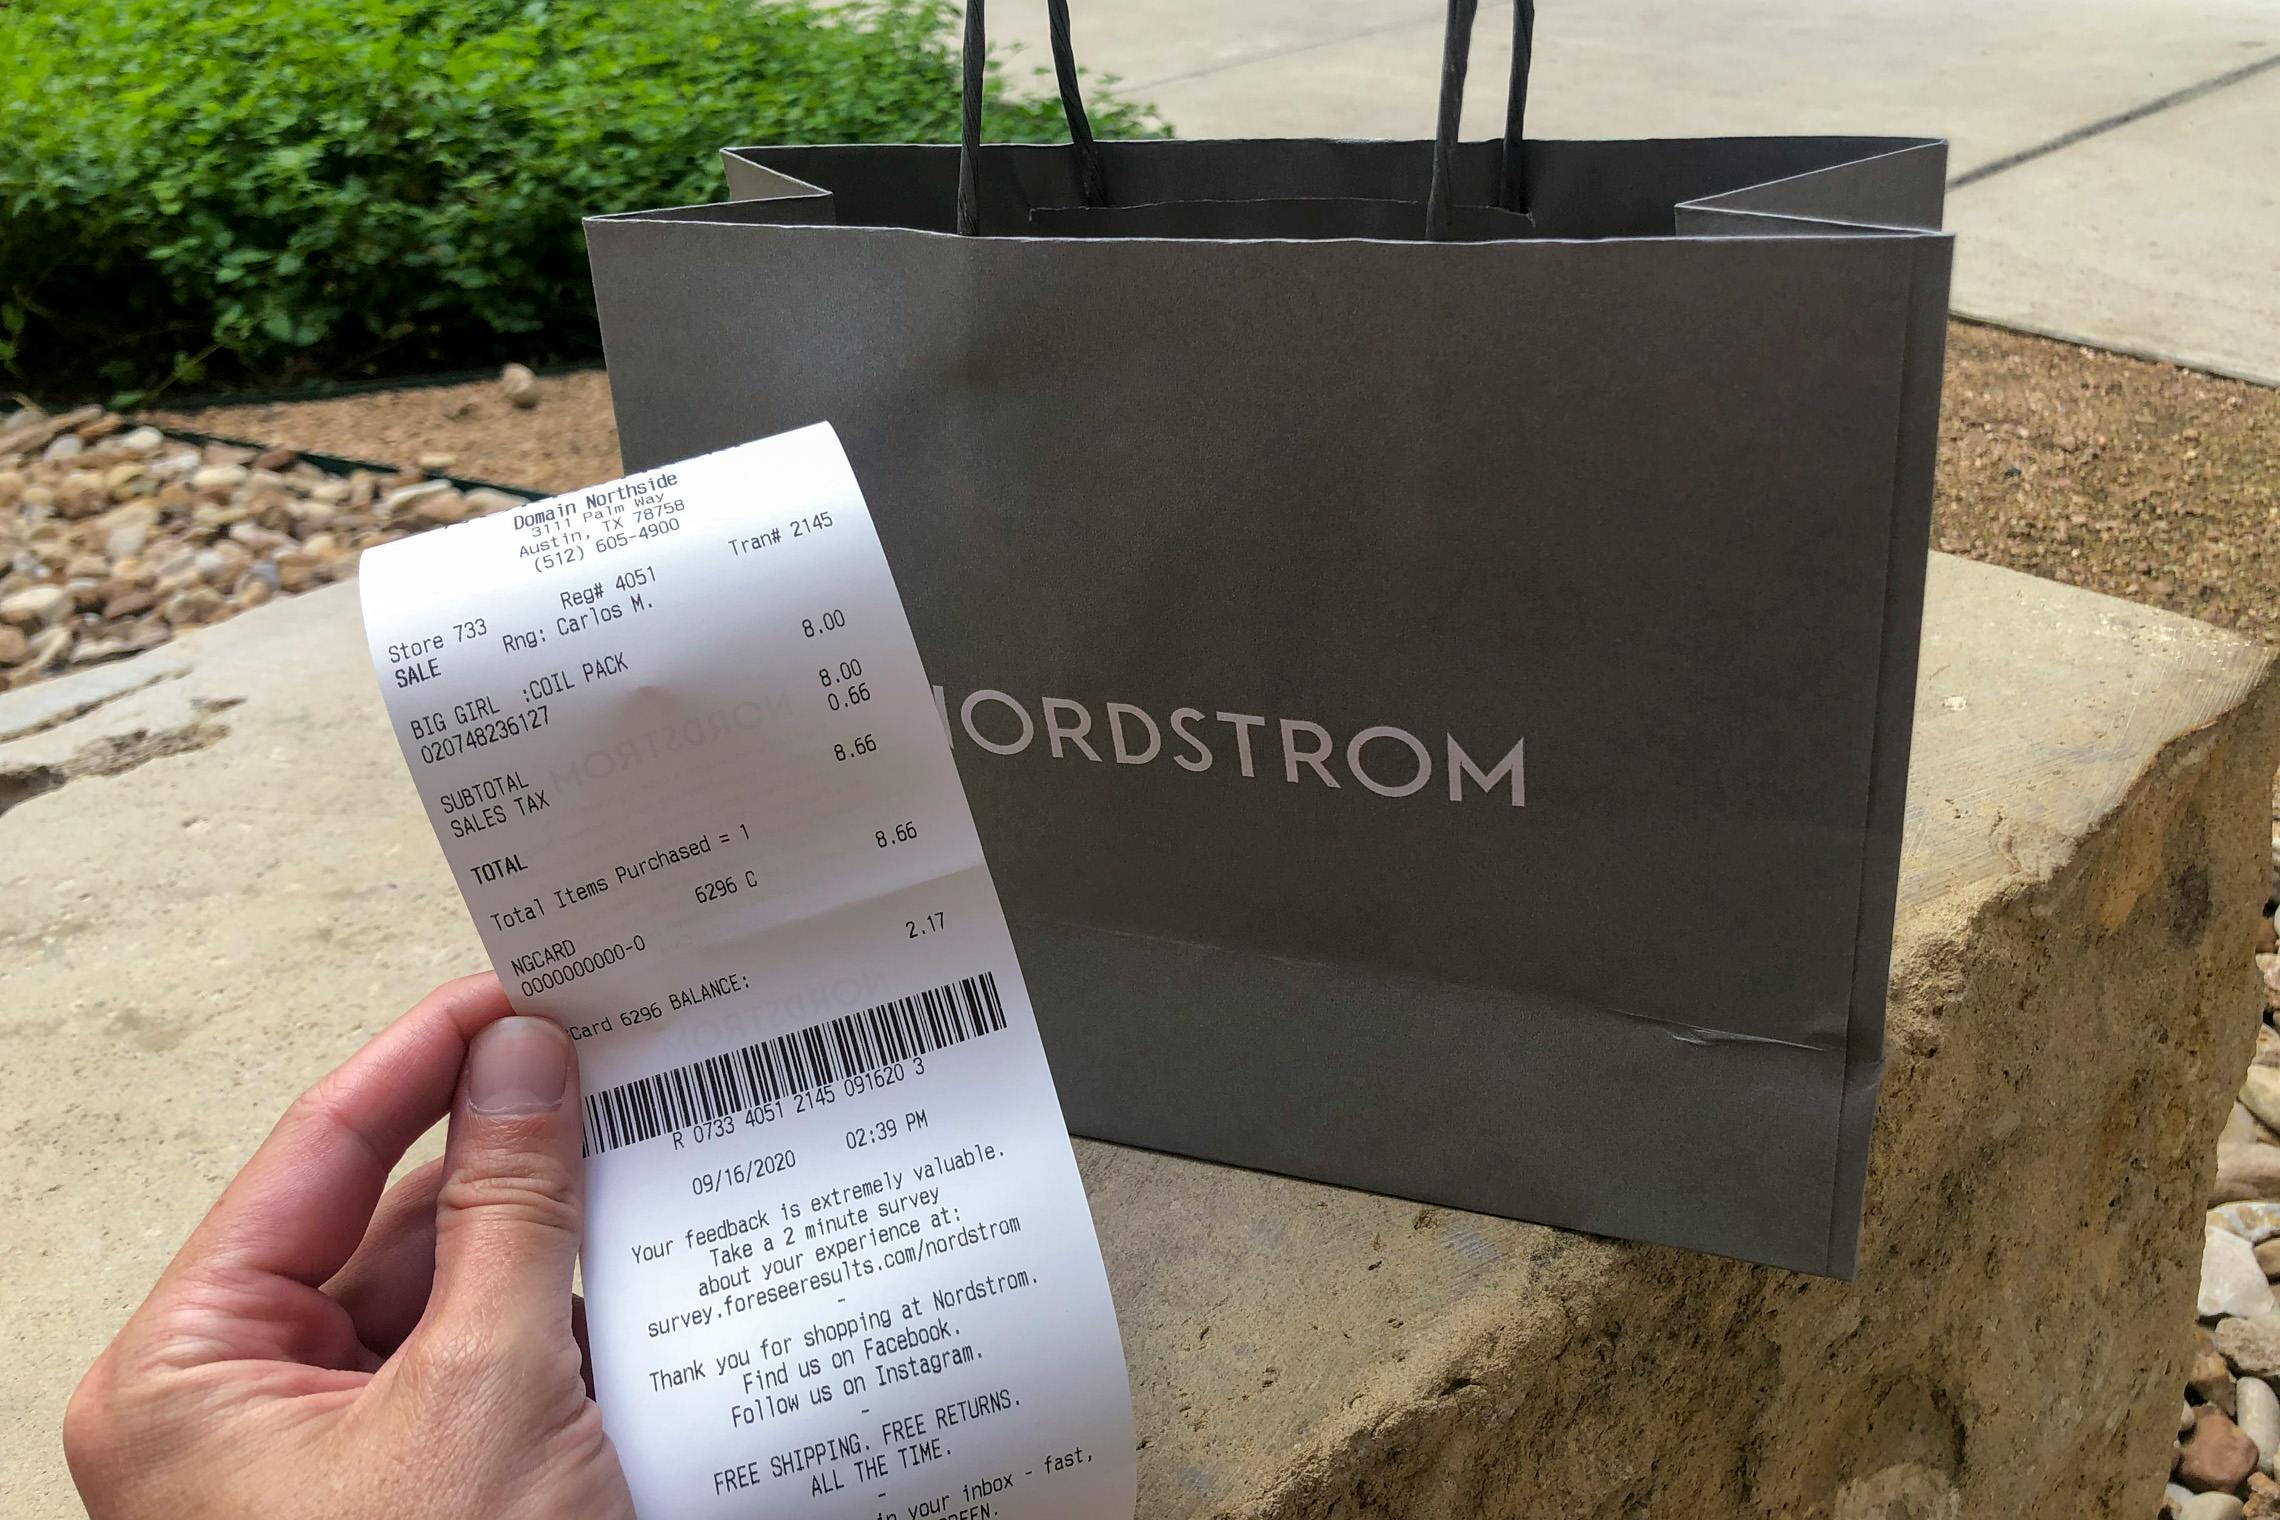 Domain Northside
3111 Palm Way
Austin, TX 78758
(512) 605-4900
Store 733 Reg# 4051 Tran# 2145
SALE Rng: Carlos M.
BIG GIRL :COIL PACK 8.00
020748236127
SUBTOTAL 8.00
SALES TAX 0.66
TOTAL 8.66
Total Items Purchased = 1
NGCARD 6296 C 8.66
0000000000-0
Card 6296 BALANCE: 2.17
R 0733 4051 2145 091620 3
09/16/2020 02:39 PM
Your feedback is extremely valuable.
Take a 2 minute survey
about your experience at:
survey.foreseeresults.com/nordstrom
-
Thank you for shopping at Nordstrom.
Find us on Facebook.
Follow us on Instagram.
-
FREE SHIPPING. FREE RETURNS.
ALL THE TIME.
-
in your inbox - fast,
NORDSTROM